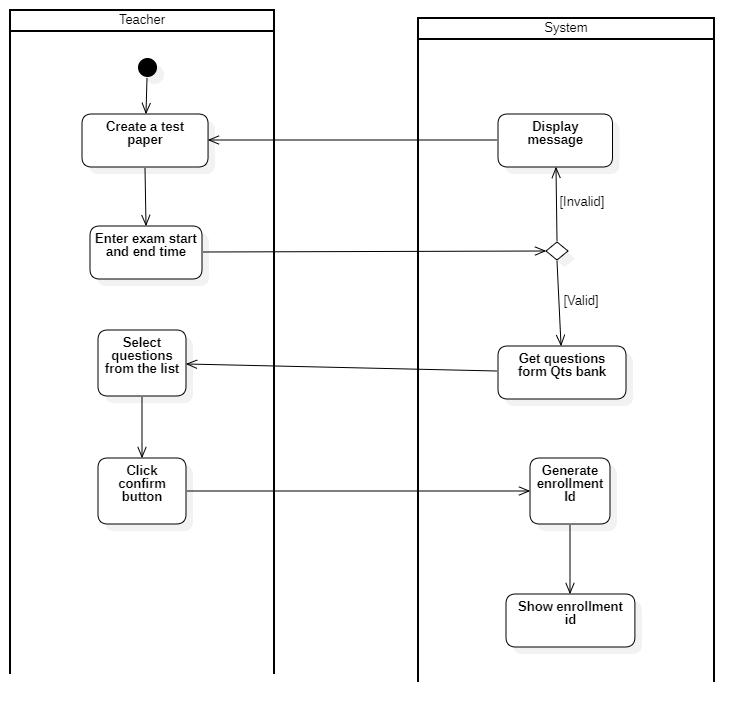 Teacher
System
Create a test
paper
Display
message
[Invalid]
Enter exam start
and end time
[Valid]
Select
questions
from the list
Get questions
form Qts bank
Click
confirm
button
Generate
enrollment
Id
Show enrollment
id